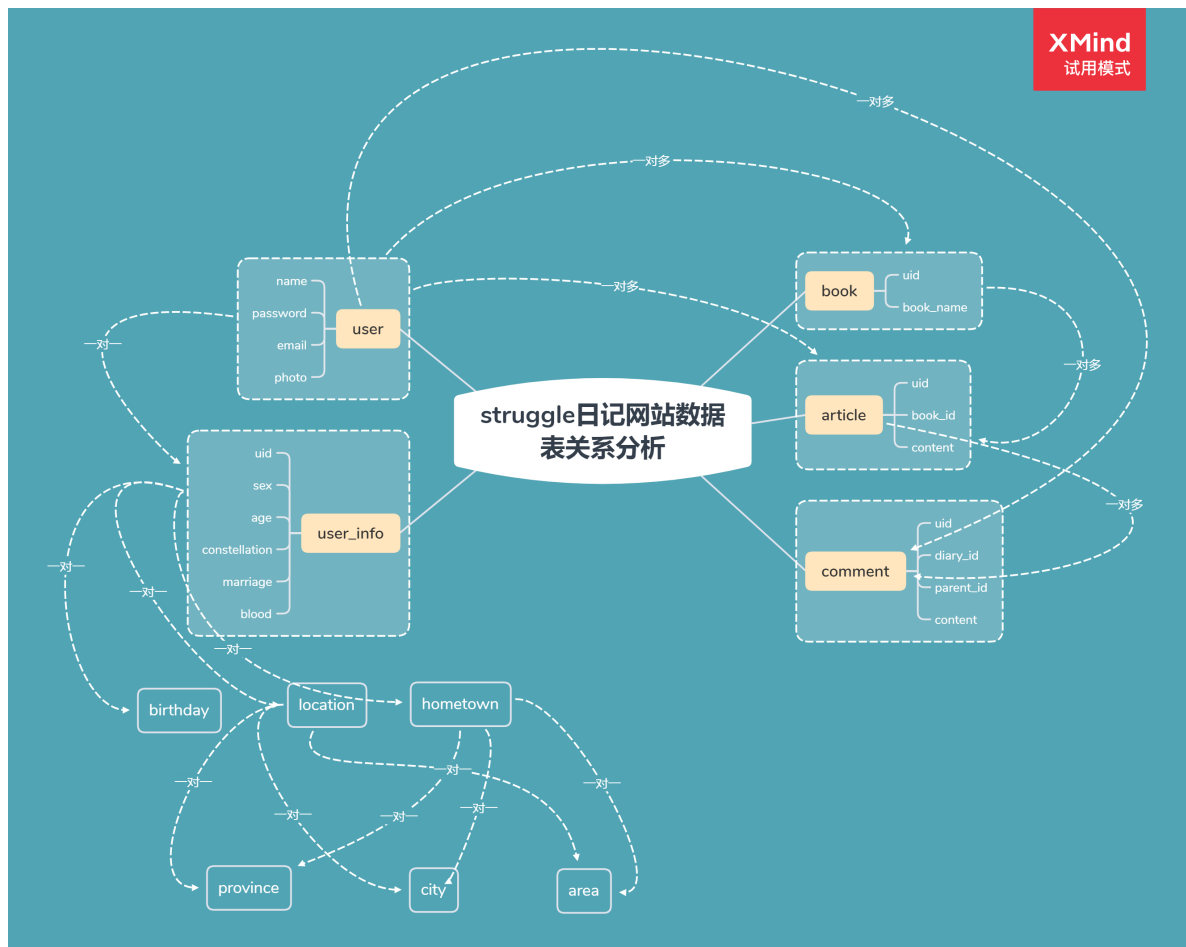 XMind
试用模式
一对多
一对多
一对多
一对一
name
password
email
photo
user
book
uid
book_name
一对多
struggle日记网站数据
表关系分析
article
uid
book_id
content
uid
sex
age
constellation
marriage
blood
user_info
comment
uid
diary_id
parent_id
content
一对多
一对一
一对一
一对一
birthday
location
hometown
一对一
一对一
一对一
一对一
一对一
一对一
province
city
area